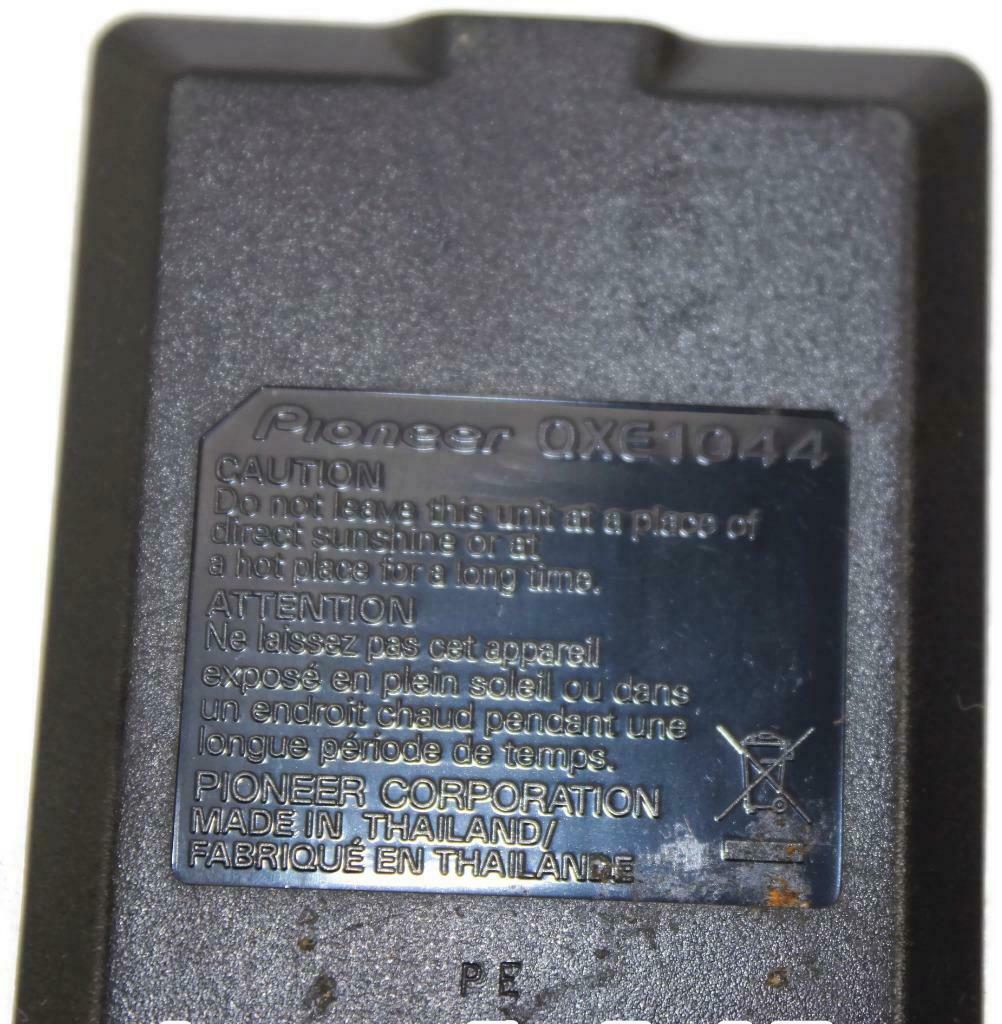 Pioneer QXE1044
CAUTION
Do not leave this unit at a place of
direct sunshine or at
a hot place for a long time.
ATTENTION
Ne laissez pas cet appareil
exposé en plein soleil ou dans
un endroit chaud pendant une
longue période de temps.
PIONEER CORPORATION
MADE IN THAILAND/
FABRIQUÉ EN THAILANDE
PE